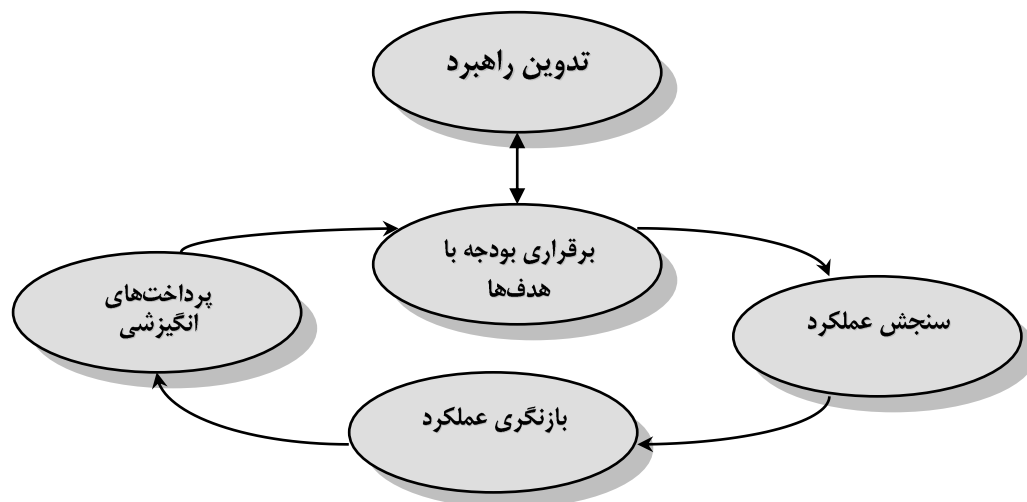 تدوین راهبرد
برقراری بودجه با
هدف‌ها
سنجش عملکرد
بازنگری عملکرد
پرداخت‌های
انگیزشی